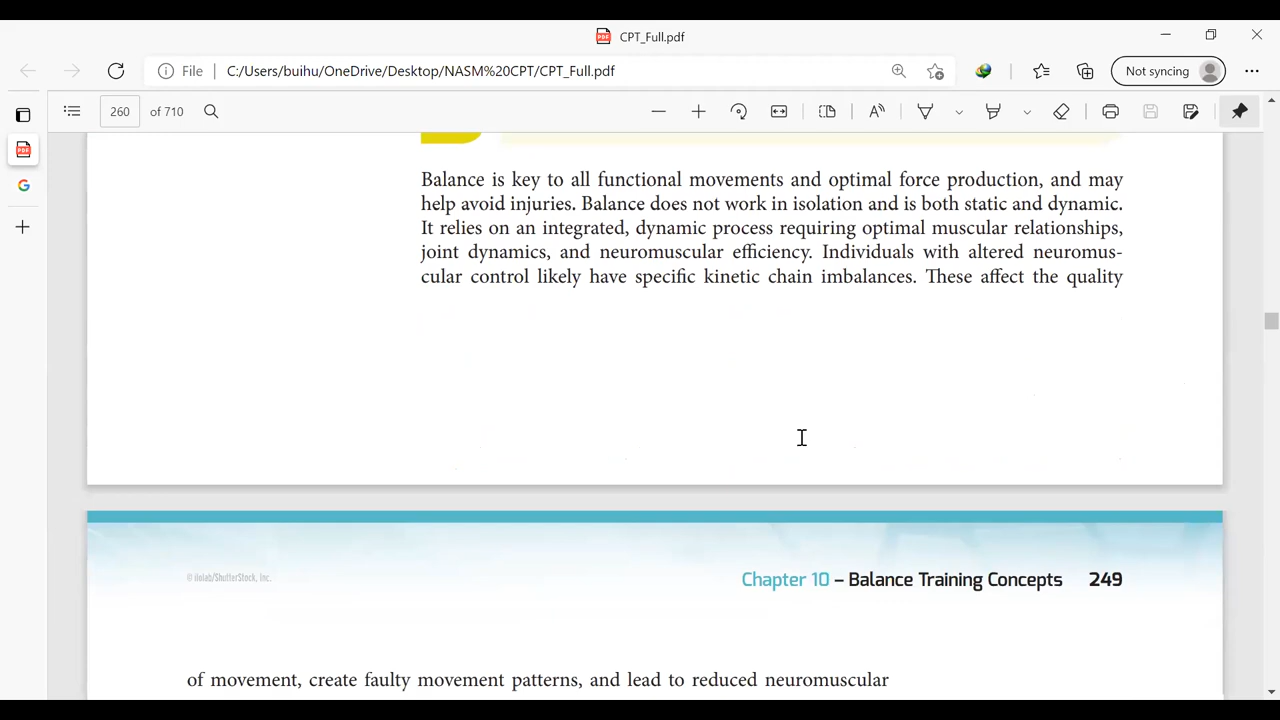 CPT_Full.pdf
File C:/Users/buihu/OneDrive/Desktop/NASM%20CPT/CPT_Full.pdf
Not syncing
260 of 710
Balance is key to all functional movements and optimal force production, and may
help avoid injuries. Balance does not work in isolation and is both static and dynamic.
It relies on an integrated, dynamic process requiring optimal muscular relationships,
joint dynamics, and neuromuscular efficiency. Individuals with altered neuromus-
cular control likely have specific kinetic chain imbalances. These affect the quality
© ilolab/ShutterStock, Inc.
Chapter 10 – Balance Training Concepts 249
of movement, create faulty movement patterns, and lead to reduced neuromuscular